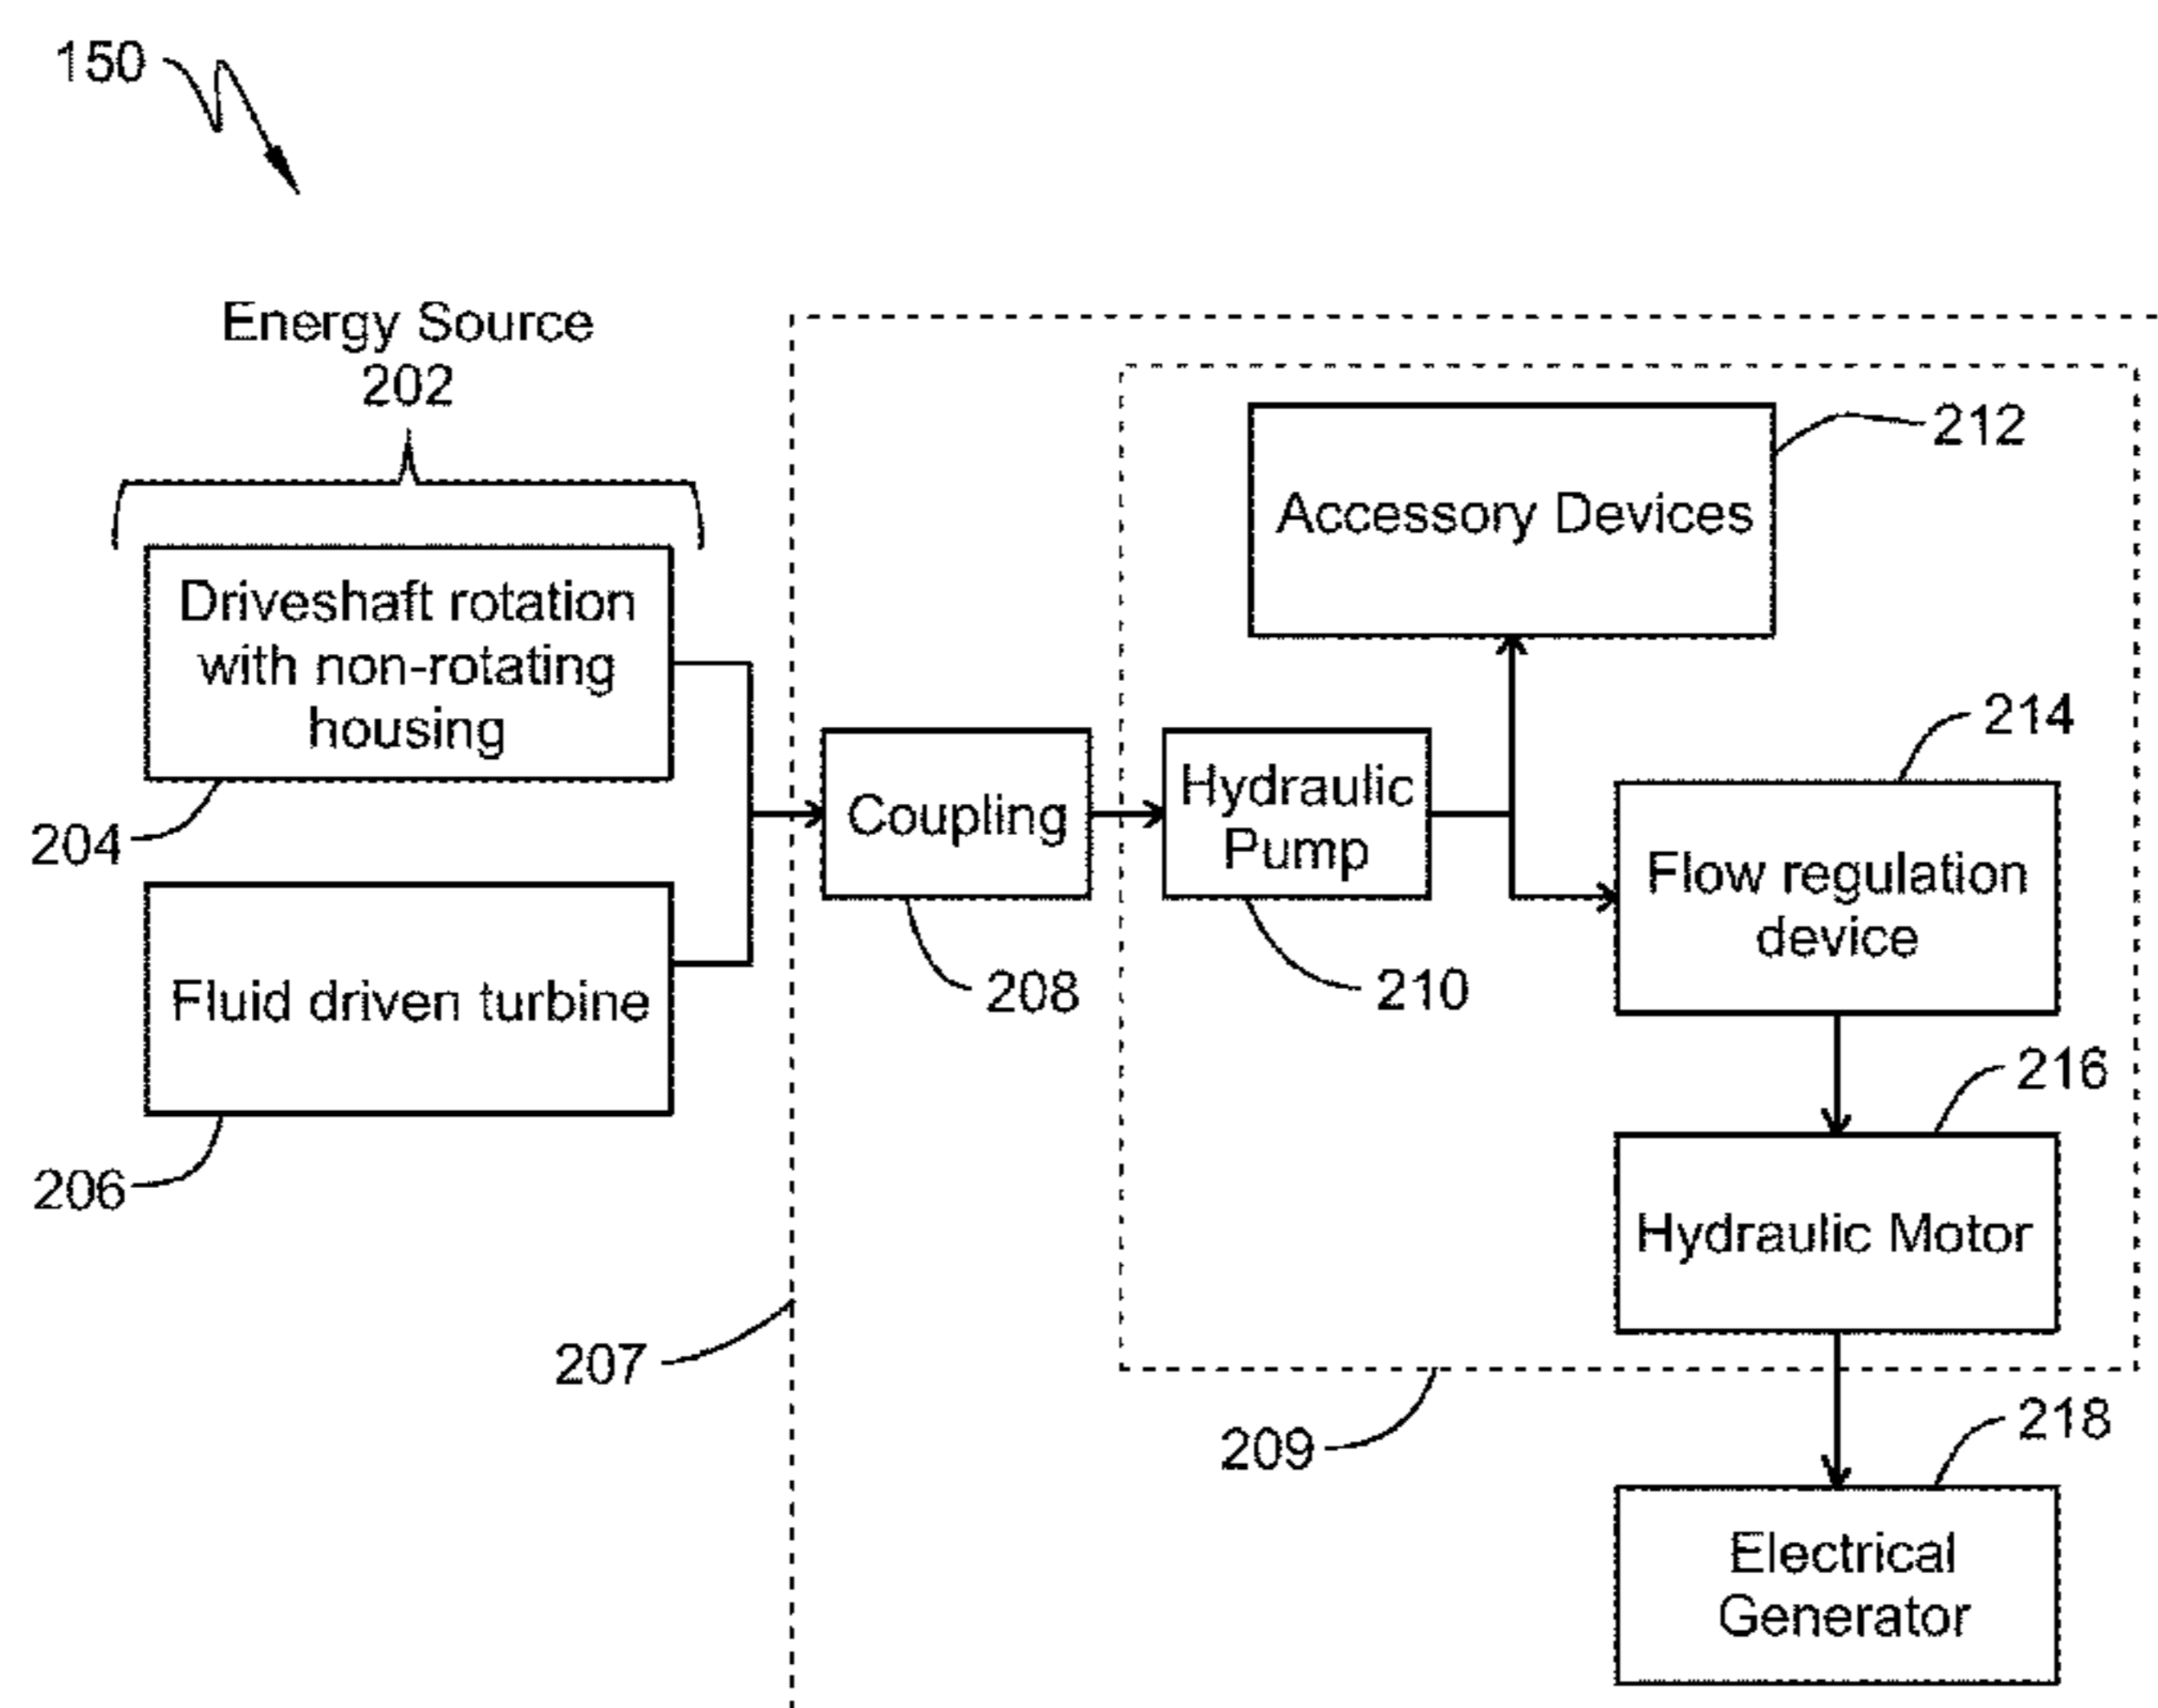 150
Energy Source
202
Driveshaft rotation
with non-rotating
housing
204
Fluid driven turbine
206
207
Coupling
208
209
Hydraulic
Pump
210
Accessory Devices
212
Flow regulation
device
214
Hydraulic Motor
216
Electrical
Generator
218